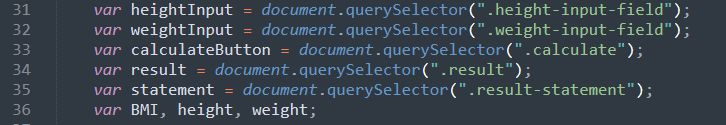 31 var heightInput = document.querySelector(".height-input-field");
32 var weightInput = document.querySelector(".weight-input-field");
33 var calculateButton = document.querySelector(".calculate");
34 var result = document.querySelector(".result");
35 var statement = document.querySelector(".result-statement");
36 var BMI, height, weight;